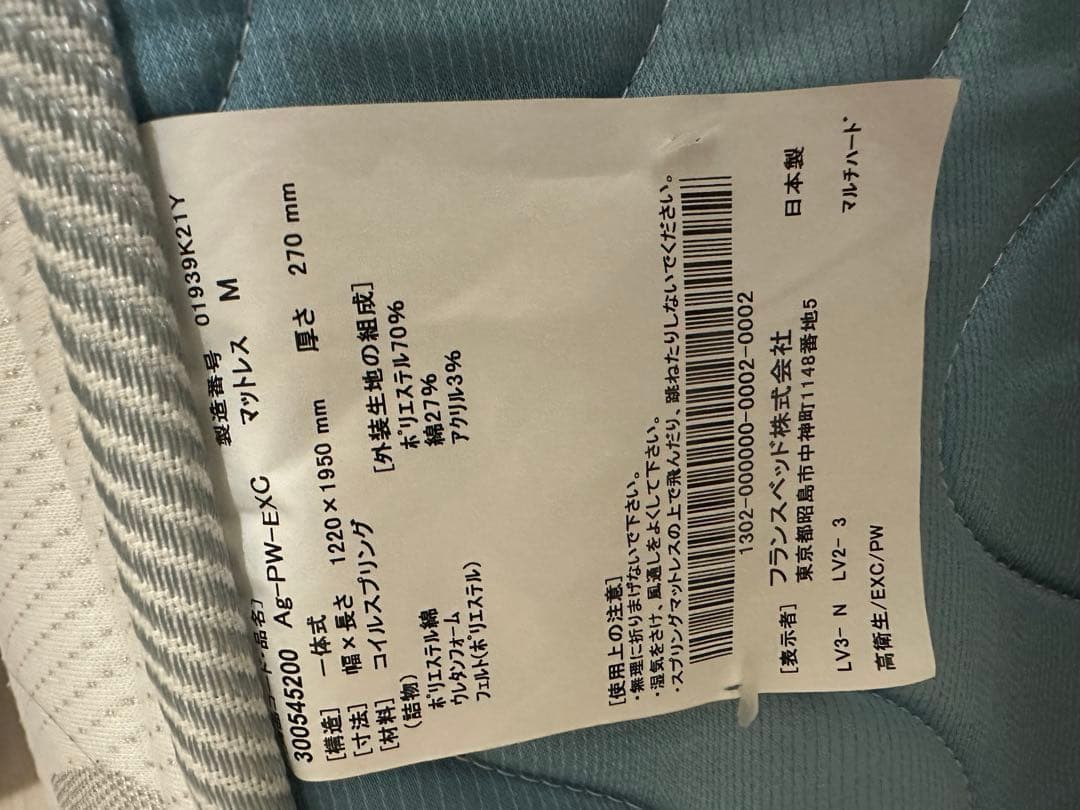 製造番号 01939K21Y
300545200 Ag-PW-EXC マットレス M
[構造] 一体式
[寸法] 幅×長さ 1220×1950 mm 厚さ 270 mm
[材料] コイルスプリング
(詰物)
ポリエステル綿
ウレタンフォーム
フェルト(ポリエステル)
[外装生地の組成]
ポリエステル70%
綿27%
アクリル3%
[使用上の注意]
・無理に折りまげないで下さい。
・湿気をさけ、風通しをよくして下さい。
・スプリングマットレスの上で飛んだり、跳ねたりしないでください。
1302-000000-0002-0002
[表示者] フランスベッド株式会社 日本製
東京都昭島市中神町1148番地5
LV3- N LV2- 3 マルチハード
高衛生/EXC/PW